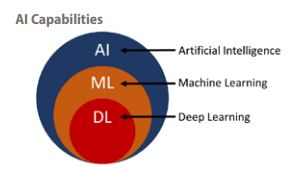 AI Capabilities
AI
Artificial Intelligence
ML
Machine Learning
DL
Deep Learning